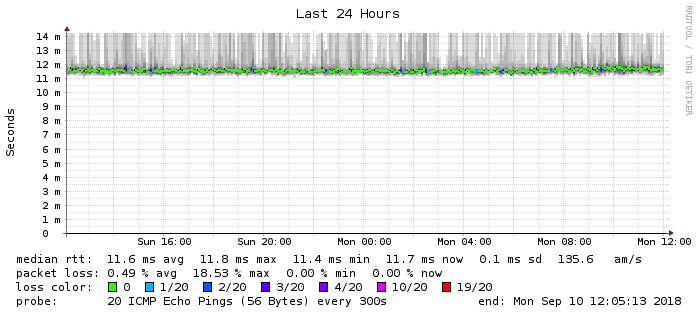 Last 24 Hours
RRDTOOL / TOBI OETIKER
Seconds
14 m
13 m
12 m
11 m
10 m
9 m
8 m
7 m
6 m
5 m
4 m
3 m
2 m
1 m
0
Sun 16:00 Sun 20:00 Mon 00:00 Mon 04:00 Mon 08:00 Mon 12:00
median rtt: 11.6 ms avg 11.8 ms max 11.4 ms min 11.7 ms now 0.1 ms sd 135.6 am/s
packet loss: 0.49 % avg 18.53 % max 0.00 % min 0.00 % now
loss color: 0 1/20 2/20 3/20 4/20 10/20 19/20
probe: 20 ICMP Echo Pings (56 Bytes) every 300s end: Mon Sep 10 12:05:13 2018